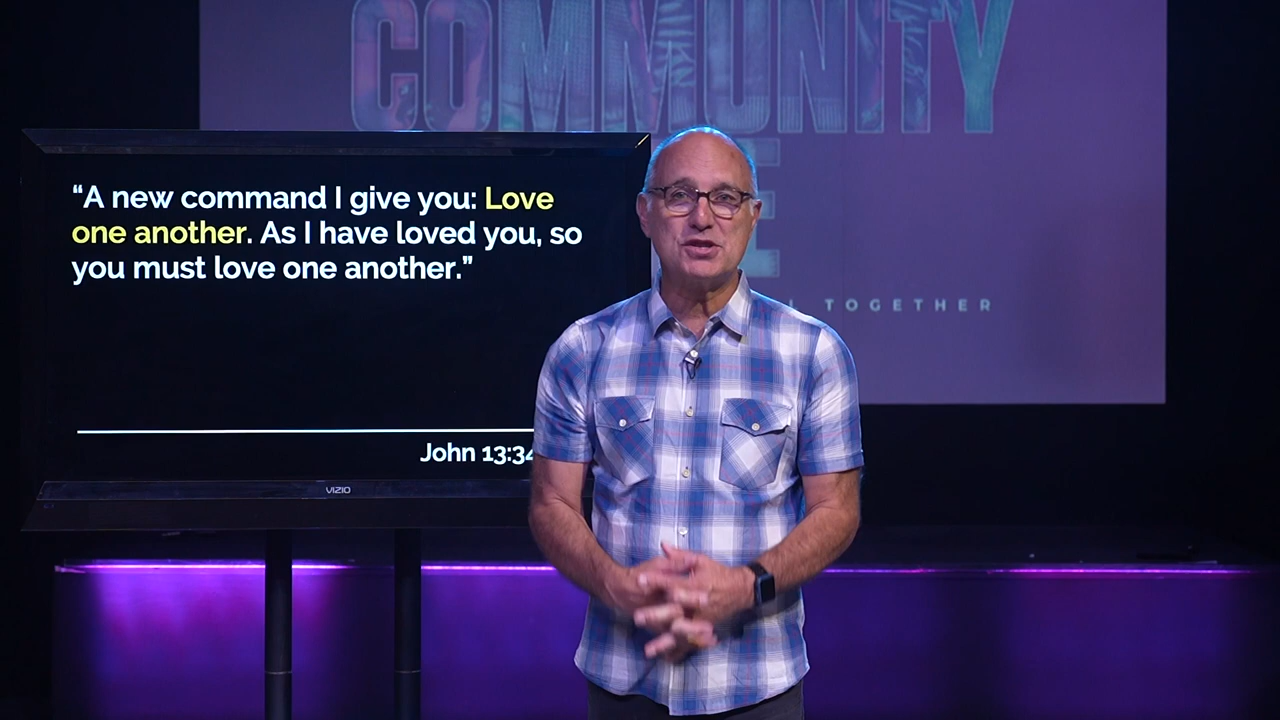 COMMUNITY
“A new command I give you: Love
one another. As I have loved you, so
you must love one another.”
TOGETHER
John 13:34
VIZIO